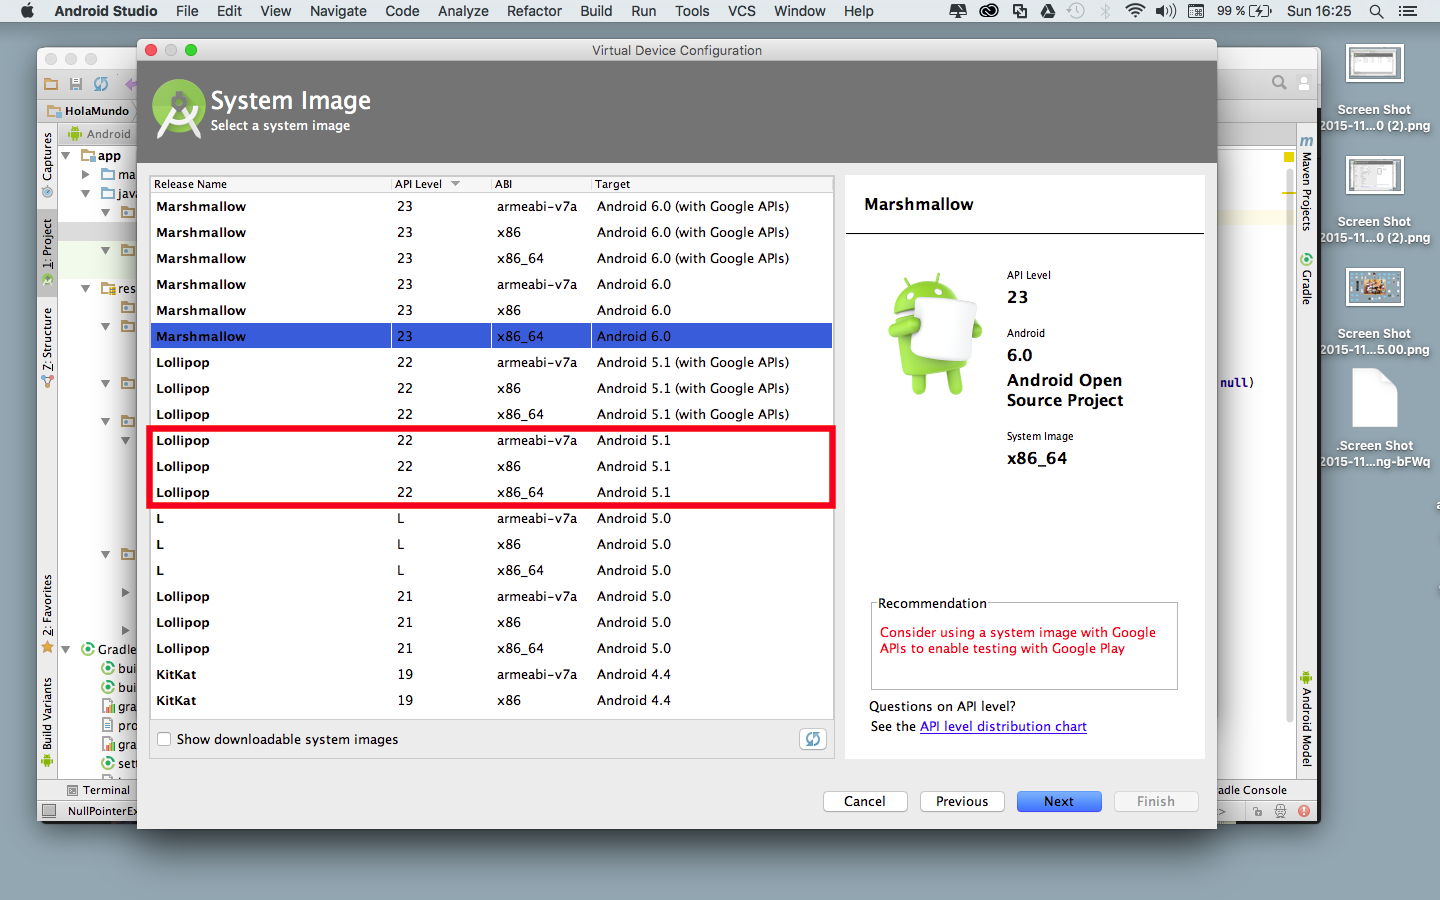 Android Studio File Edit View Navigate Code Analyze Refactor Build Run Tools VCS Window Help 99 % Sun 16:25
Virtual Device Configuration
System Image
Select a system image
HolaMundo
Android
app
ma
java
res
Gradle
bui
bui
gra
pro
gra
sett
Captures
1: Project
7: Structure
2: Favorites
Build Variants
Terminal
NullPointerEx
Release Name API Level ABI Target
Marshmallow 23 armeabi-v7a Android 6.0 (with Google APIs)
Marshmallow 23 x86 Android 6.0 (with Google APIs)
Marshmallow 23 x86_64 Android 6.0 (with Google APIs)
Marshmallow 23 armeabi-v7a Android 6.0
Marshmallow 23 x86 Android 6.0
Marshmallow 23 x86_64 Android 6.0
Lollipop 22 armeabi-v7a Android 5.1 (with Google APIs)
Lollipop 22 x86 Android 5.1 (with Google APIs)
Lollipop 22 x86_64 Android 5.1 (with Google APIs)
Lollipop 22 armeabi-v7a Android 5.1
Lollipop 22 x86 Android 5.1
Lollipop 22 x86_64 Android 5.1
L L armeabi-v7a Android 5.0
L L x86 Android 5.0
L L x86_64 Android 5.0
Lollipop 21 armeabi-v7a Android 5.0
Lollipop 21 x86 Android 5.0
Lollipop 21 x86_64 Android 5.0
KitKat 19 armeabi-v7a Android 4.4
KitKat 19 x86 Android 4.4
Show downloadable system images
Marshmallow
API Level
23
Android
6.0
Android Open
Source Project
System Image
x86_64
Recommendation
Consider using a system image with Google
APIs to enable testing with Google Play
Questions on API level?
See the API level distribution chart
Cancel Previous Next Finish
null)
m
Maven Projects
Gradle
Android Model
adle Console
Screen Shot
2015-11...0 (2).png
Screen Shot
2015-11...0 (2).png
Screen Shot
2015-11...5.00.png
.Screen Shot
2015-11...ng-bFWq